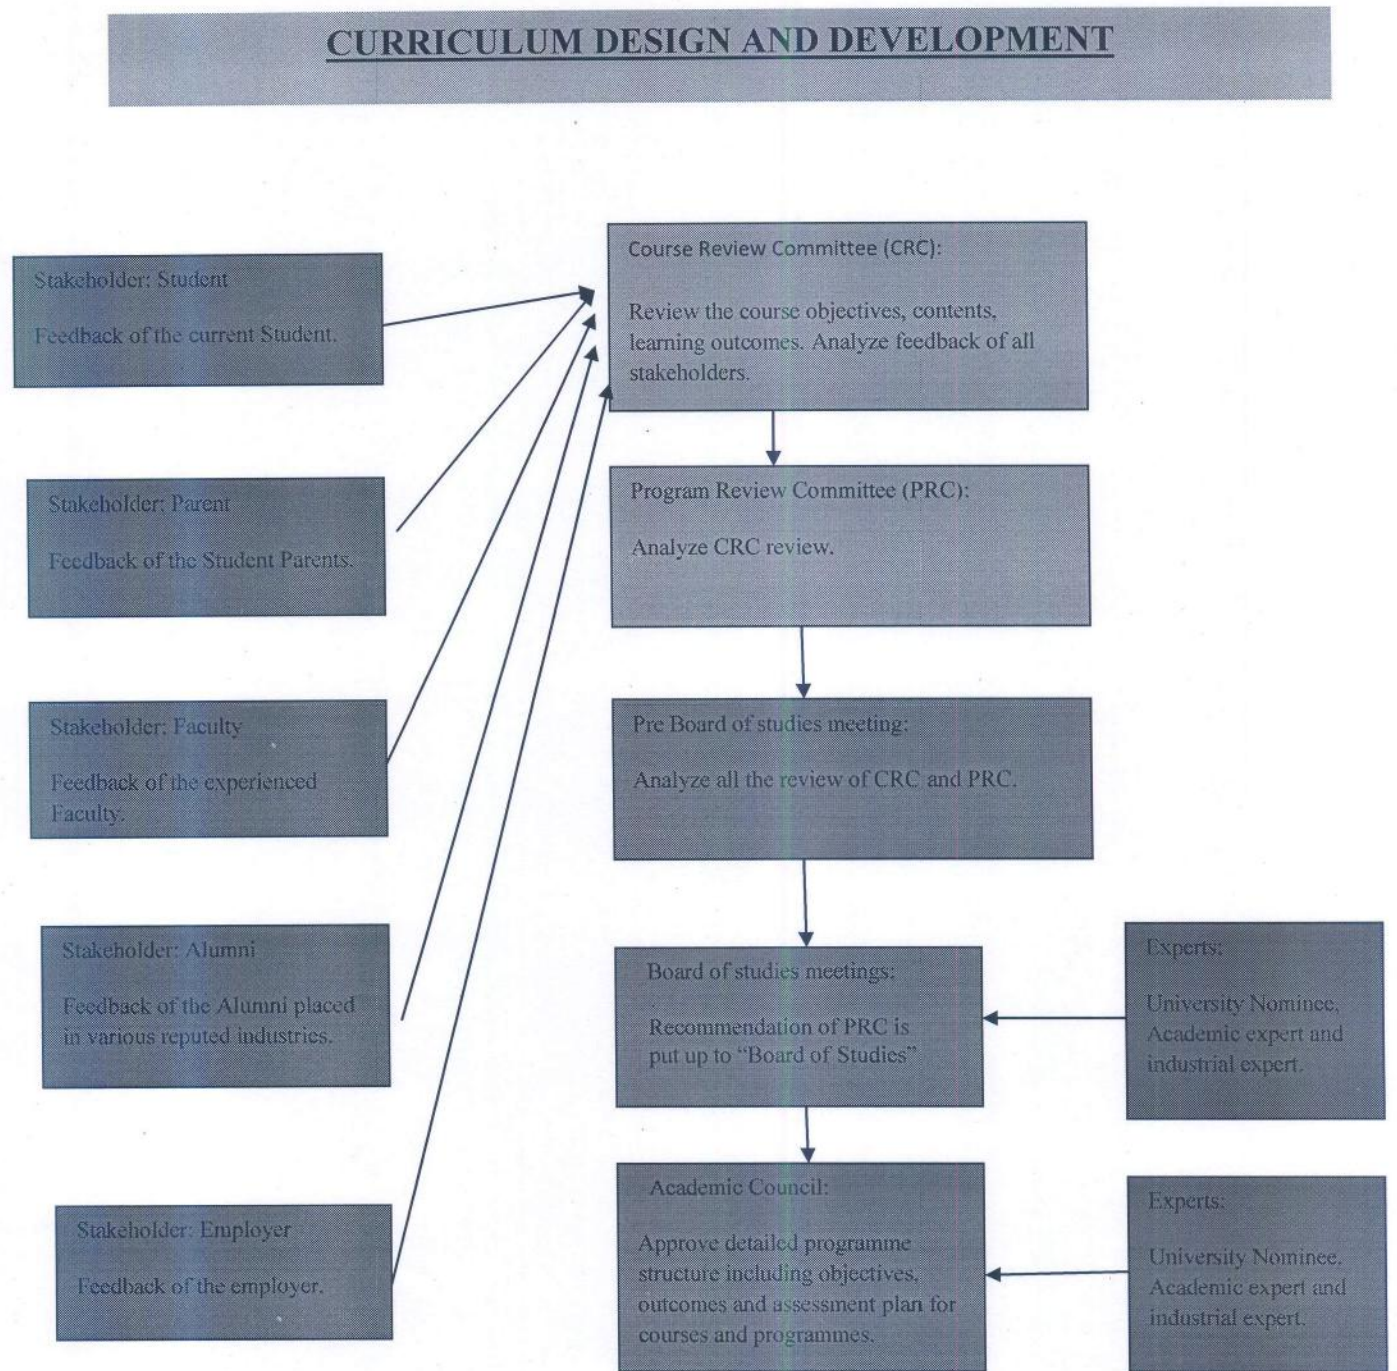 CURRICULUM DESIGN AND DEVELOPMENT
Stakeholder: Student
Feedback of the current Student.
Stakeholder: Parent
Feedback of the Student Parents.
Stakeholder: Faculty
Feedback of the experienced
Faculty.
Stakeholder: Alumni
Feedback of the Alumni placed
in various reputed industries.
Stakeholder: Employer
Feedback of the employer.
Course Review Committee (CRC):
Review the course objectives, contents,
learning outcomes. Analyze feedback of all
stakeholders.
Program Review Committee (PRC):
Analyze CRC review.
Pre Board of studies meeting:
Analyze all the review of CRC and PRC.
Board of studies meetings:
Recommendation of PRC is
put up to “Board of Studies”
Experts:
University Nominee,
Academic expert and
industrial expert.
Academic Council:
Approve detailed programme
structure including objectives,
outcomes and assessment plan for
courses and programmes.
Experts:
University Nominee,
Academic expert and
industrial expert.